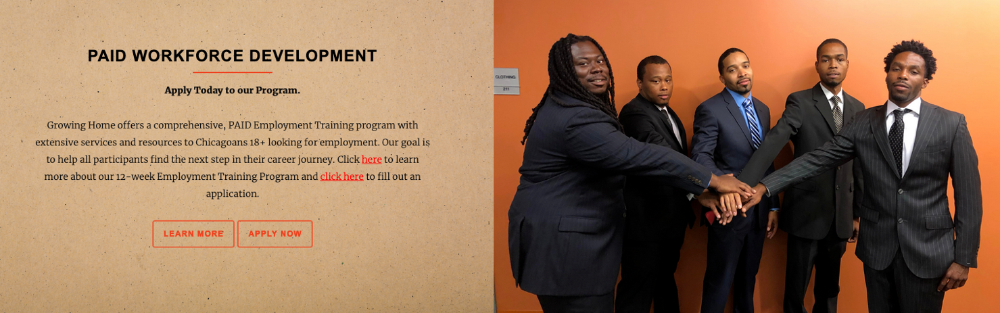 PAID WORKFORCE DEVELOPMENT
Apply Today to our Program.
Growing Home offers a comprehensive, PAID Employment Training program with
extensive services and resources to Chicagoans 18+ looking for employment. Our goal is
to help all participants find the next step in their career journey. Click here to learn
more about our 12-week Employment Training Program and click here to fill out an
application.
LEARN MORE APPLY NOW
CLOTHING
211